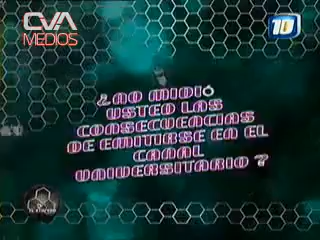 CVA
MEDIOS
10
¿NO MIDIÓ
USTED LAS
CONSECUENCIAS
DE EMITIRSE EN EL
CANAL
UNIVERSITARIO ?